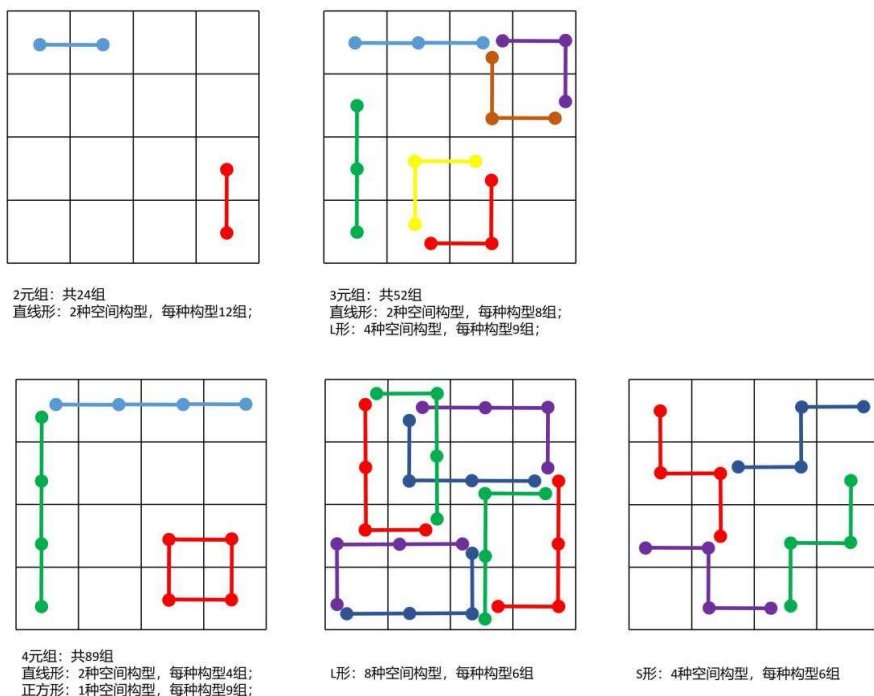 2元组：共24组
直线形：2种空间构型，每种构型12组；
3元组：共52组
直线形：2种空间构型，每种构型8组；
L形：4种空间构型，每种构型9组；
4元组：共89组
直线形：2种空间构型，每种构型4组；
正方形：1种空间构型，每种构型9组；
L形：8种空间构型，每种构型6组
S形：4种空间构型，每种构型6组